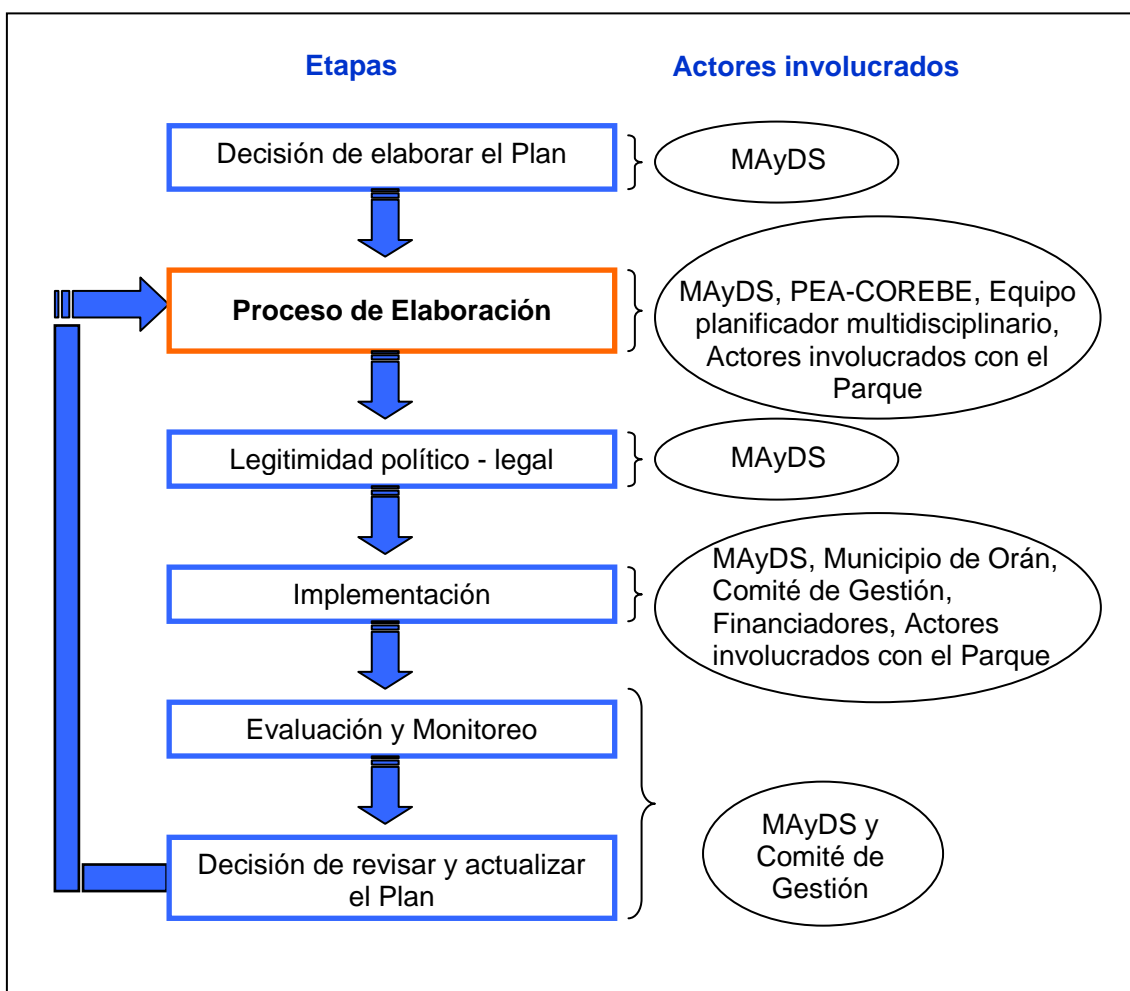 Etapas
Actores involucrados
Decisión de elaborar el Plan
MAyDS
Proceso de Elaboración
MAyDS, PEA-COREBE, Equipo
planificador multidisciplinario,
Actores involucrados con el
Parque
Legitimidad político - legal
MAyDS
Implementación
MAyDS, Municipio de Orán,
Comité de Gestión,
Financiadores, Actores
involucrados con el Parque
Evaluación y Monitoreo
Decisión de revisar y actualizar
el Plan
MAyDS y
Comité de
Gestión